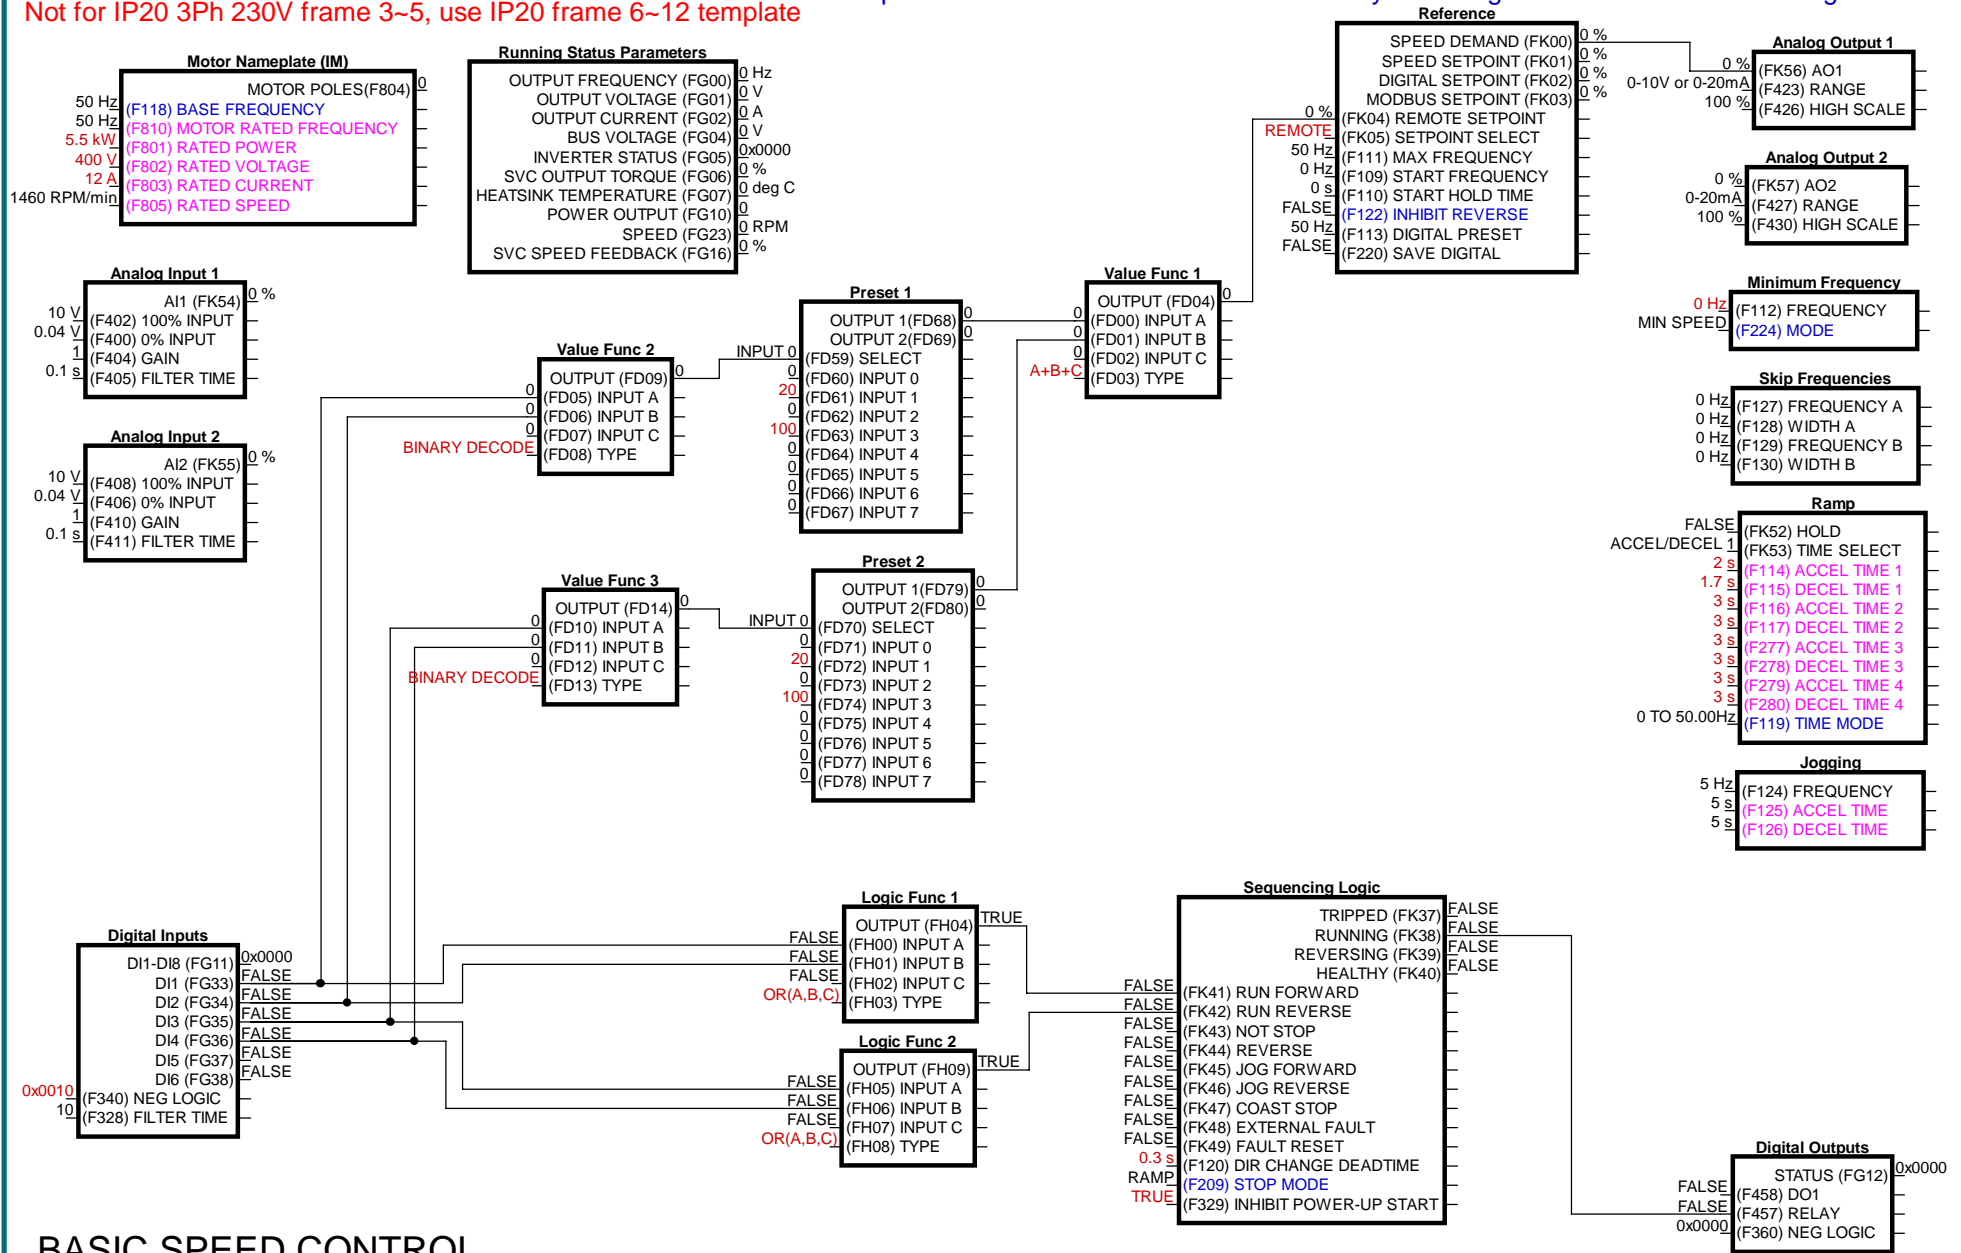 Not for IP20 3Ph 230V frame 3~5, use IP20 frame 6~12 template
Motor Nameplate (IM)
MOTOR POLES(F804) 0
50 Hz (F118) BASE FREQUENCY
50 Hz (F810) MOTOR RATED FREQUENCY
5.5 kW (F801) RATED POWER
400 V (F802) RATED VOLTAGE
12 A (F803) RATED CURRENT
1460 RPM/min (F805) RATED SPEED
Running Status Parameters
OUTPUT FREQUENCY (FG00) 0 Hz
OUTPUT VOLTAGE (FG01) 0 V
OUTPUT CURRENT (FG02) 0 A
BUS VOLTAGE (FG04) 0 V
INVERTER STATUS (FG05) 0x0000
SVC OUTPUT TORQUE (FG06) 0 %
HEATSINK TEMPERATURE (FG07) 0 deg C
POWER OUTPUT (FG10) 0
SPEED (FG23) 0 RPM
SVC SPEED FEEDBACK (FG16) 0 %
Reference
SPEED DEMAND (FK00) 0 %
SPEED SETPOINT (FK01) 0 %
DIGITAL SETPOINT (FK02) 0 %
MODBUS SETPOINT (FK03) 0 %
0 % (FK04) REMOTE SETPOINT
REMOTE (FK05) SETPOINT SELECT
50 Hz (F111) MAX FREQUENCY
0 Hz (F109) START FREQUENCY
0 s (F110) START HOLD TIME
FALSE (F122) INHIBIT REVERSE
50 Hz (F113) DIGITAL PRESET
FALSE (F220) SAVE DIGITAL
Analog Output 1
0 % (FK56) AO1
0-10V or 0-20mA (F423) RANGE
100 % (F426) HIGH SCALE
Analog Output 2
0 % (FK57) AO2
0-20mA (F427) RANGE
100 % (F430) HIGH SCALE
Analog Input 1
AI1 (FK54) 0 %
10 V (F402) 100% INPUT
0.04 V (F400) 0% INPUT
1 (F404) GAIN
0.1 s (F405) FILTER TIME
Analog Input 2
AI2 (FK55) 0 %
10 V (F408) 100% INPUT
0.04 V (F406) 0% INPUT
1 (F410) GAIN
0.1 s (F411) FILTER TIME
Value Func 2
OUTPUT (FD09) 0
0 (FD05) INPUT A
0 (FD06) INPUT B
0 (FD07) INPUT C
BINARY DECODE (FD08) TYPE
Preset 1
OUTPUT 1(FD68) 0
OUTPUT 2(FD69) 0
INPUT 0 (FD59) SELECT
0 (FD60) INPUT 0
20 (FD61) INPUT 1
0 (FD62) INPUT 2
100 (FD63) INPUT 3
0 (FD64) INPUT 4
0 (FD65) INPUT 5
0 (FD66) INPUT 6
0 (FD67) INPUT 7
Value Func 1
OUTPUT (FD04) 0
0 (FD00) INPUT A
0 (FD01) INPUT B
0 (FD02) INPUT C
A+B+C (FD03) TYPE
Minimum Frequency
0 Hz (F112) FREQUENCY
MIN SPEED (F224) MODE
Skip Frequencies
0 Hz (F127) FREQUENCY A
0 Hz (F128) WIDTH A
0 Hz (F129) FREQUENCY B
0 Hz (F130) WIDTH B
Ramp
FALSE (FK52) HOLD
ACCEL/DECEL 1 (FK53) TIME SELECT
2 s (F114) ACCEL TIME 1
1.7 s (F115) DECEL TIME 1
3 s (F116) ACCEL TIME 2
3 s (F117) DECEL TIME 2
3 s (F277) ACCEL TIME 3
3 s (F278) DECEL TIME 3
3 s (F279) ACCEL TIME 4
3 s (F280) DECEL TIME 4
0 TO 50.00Hz (F119) TIME MODE
Value Func 3
OUTPUT (FD14) 0
0 (FD10) INPUT A
0 (FD11) INPUT B
0 (FD12) INPUT C
BINARY DECODE (FD13) TYPE
Preset 2
OUTPUT 1(FD79) 0
OUTPUT 2(FD80) 0
INPUT 0 (FD70) SELECT
0 (FD71) INPUT 0
20 (FD72) INPUT 1
0 (FD73) INPUT 2
100 (FD74) INPUT 3
0 (FD75) INPUT 4
0 (FD76) INPUT 5
0 (FD77) INPUT 6
0 (FD78) INPUT 7
Jogging
5 Hz (F124) FREQUENCY
5 s (F125) ACCEL TIME
5 s (F126) DECEL TIME
Digital Inputs
DI1-DI8 (FG11) 0x0000
DI1 (FG33) FALSE
DI2 (FG34) FALSE
DI3 (FG35) FALSE
DI4 (FG36) FALSE
DI5 (FG37) FALSE
DI6 (FG38) FALSE
0x0010 (F340) NEG LOGIC
10 (F328) FILTER TIME
Logic Func 1
OUTPUT (FH04) TRUE
FALSE (FH00) INPUT A
FALSE (FH01) INPUT B
FALSE (FH02) INPUT C
OR(A,B,C) (FH03) TYPE
Logic Func 2
OUTPUT (FH09) TRUE
FALSE (FH05) INPUT A
FALSE (FH06) INPUT B
FALSE (FH07) INPUT C
OR(A,B,C) (FH08) TYPE
Sequencing Logic
TRIPPED (FK37) FALSE
RUNNING (FK38) FALSE
REVERSING (FK39) FALSE
HEALTHY (FK40) FALSE
FALSE (FK41) RUN FORWARD
FALSE (FK42) RUN REVERSE
FALSE (FK43) NOT STOP
FALSE (FK44) REVERSE
FALSE (FK45) JOG FORWARD
FALSE (FK46) JOG REVERSE
FALSE (FK47) COAST STOP
FALSE (FK48) EXTERNAL FAULT
FALSE (FK49) FAULT RESET
0.3 s (F120) DIR CHANGE DEADTIME
RAMP (F209) STOP MODE
TRUE (F329) INHIBIT POWER-UP START
Digital Outputs
STATUS (FG12) 0x0000
FALSE (F458) DO1
FALSE (F457) RELAY
0x0000 (F360) NEG LOGIC
BASIC SPEED CONTROL